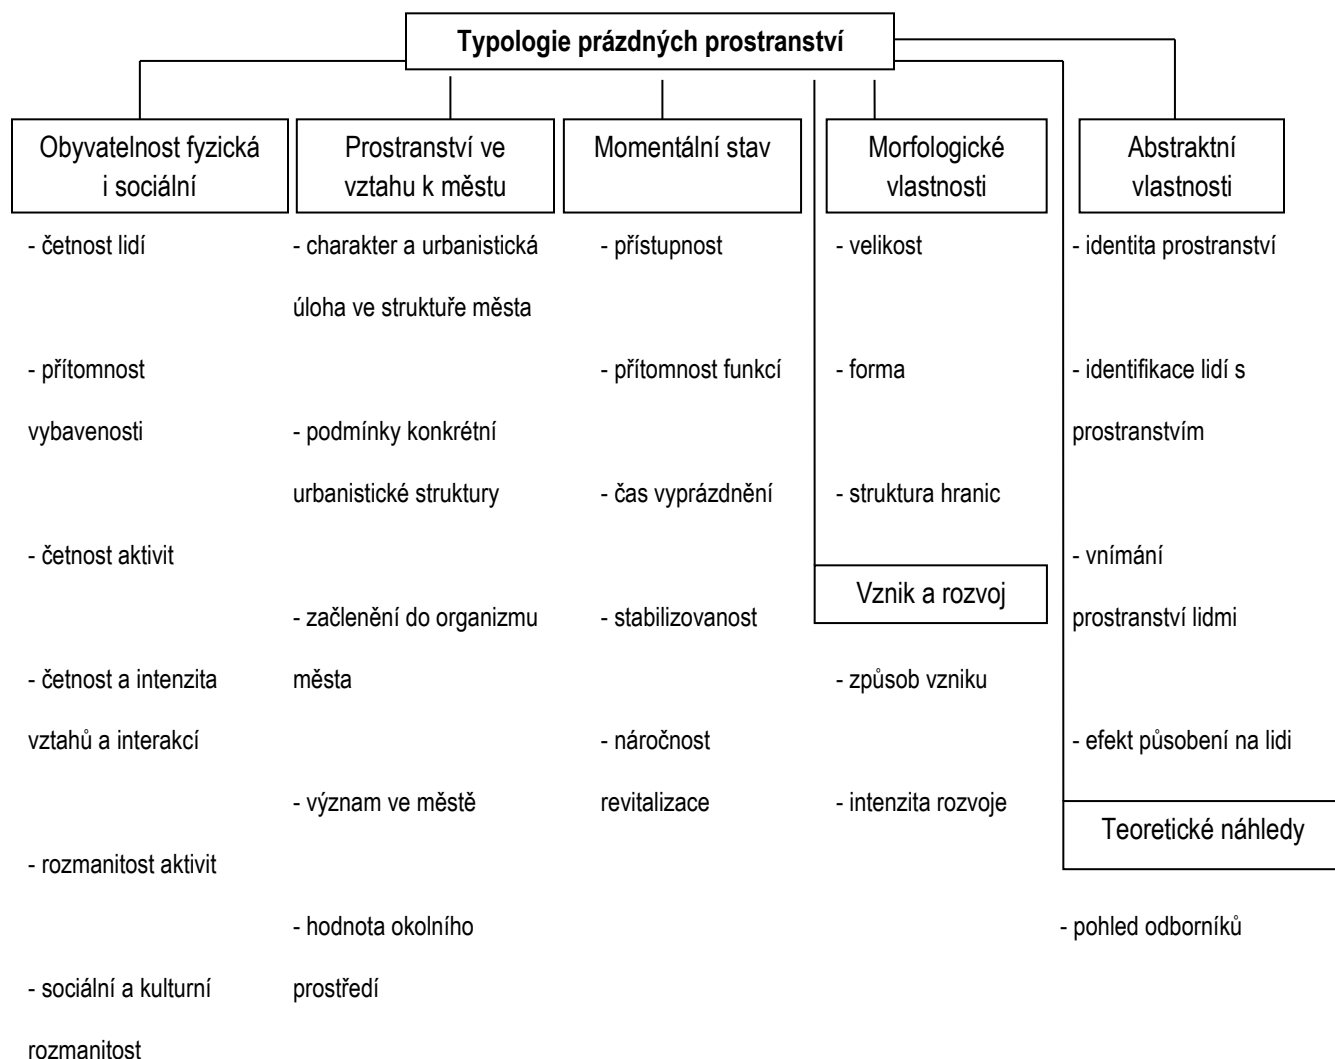 Typologie prázdných prostranství
Obyvatelnost fyzická
i sociální
- četnost lidí
- přítomnost
vybavenosti
- četnost aktivit
- četnost a intenzita
vztahů a interakcí
- rozmanitost aktivit
- sociální a kulturní
rozmanitost
Prostranství ve
vztahu k městu
- charakter a urbanistická
úloha ve struktuře města
- podmínky konkrétní
urbanistické struktury
- začlenění do organizmu
města
- význam ve městě
- hodnota okolního
prostředí
Momentální stav
- přístupnost
- přítomnost funkcí
- čas vyprázdnění
- stabilizovanost
- náročnost
revitalizace
Morfologické
vlastnosti
- velikost
- forma
- struktura hranic
Vznik a rozvoj
- způsob vzniku
- intenzita rozvoje
Abstraktní
vlastnosti
- identita prostranství
- identifikace lidí s
prostranstvím
- vnímání
prostranství lidmi
- efekt působení na lidi
Teoretické náhledy
- pohled odborníků